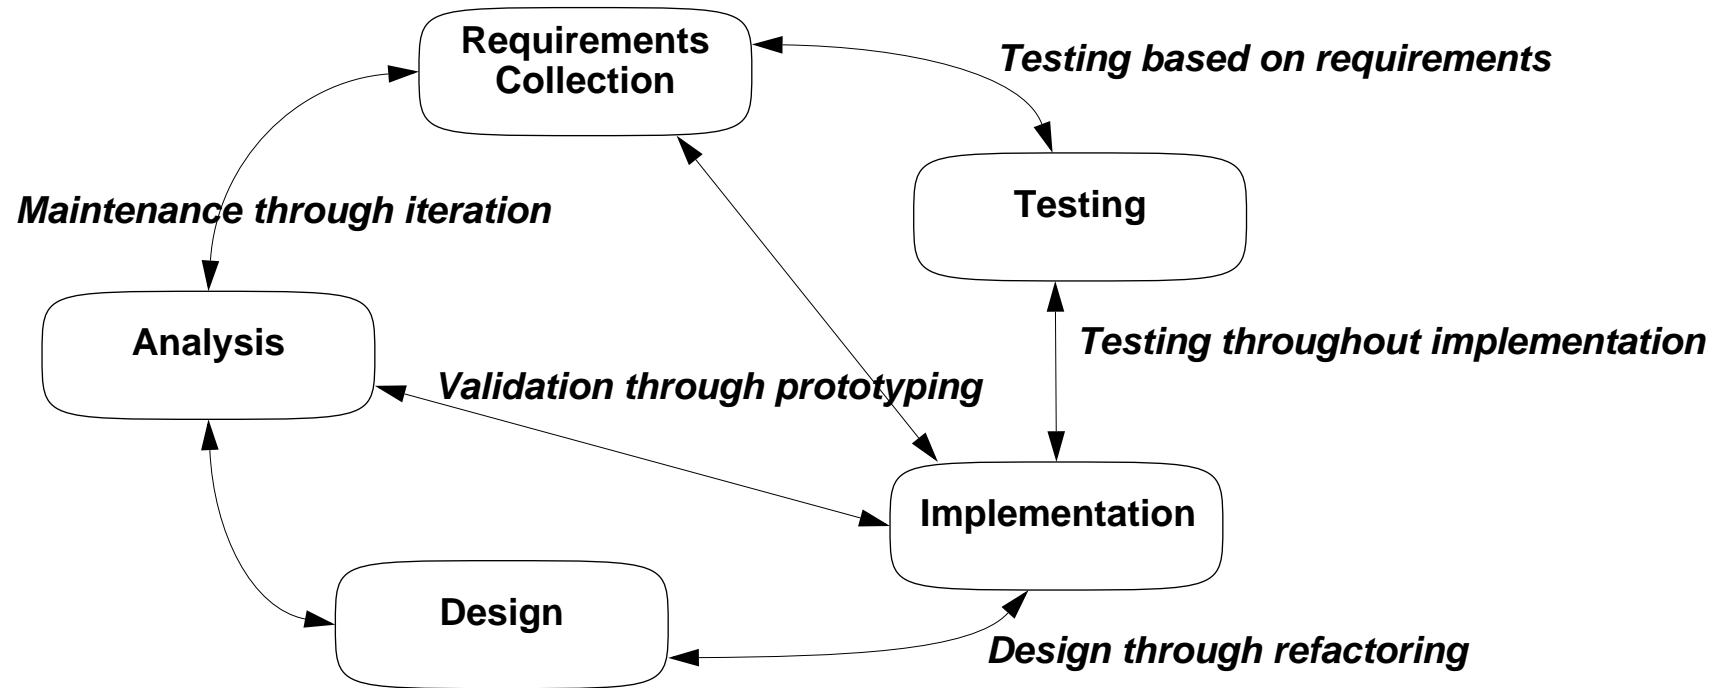 Requirements
Collection
Testing based on requirements
Testing
Maintenance through iteration
Analysis
Testing throughout implementation
Validation through prototyping
Implementation
Design
Design through refactoring